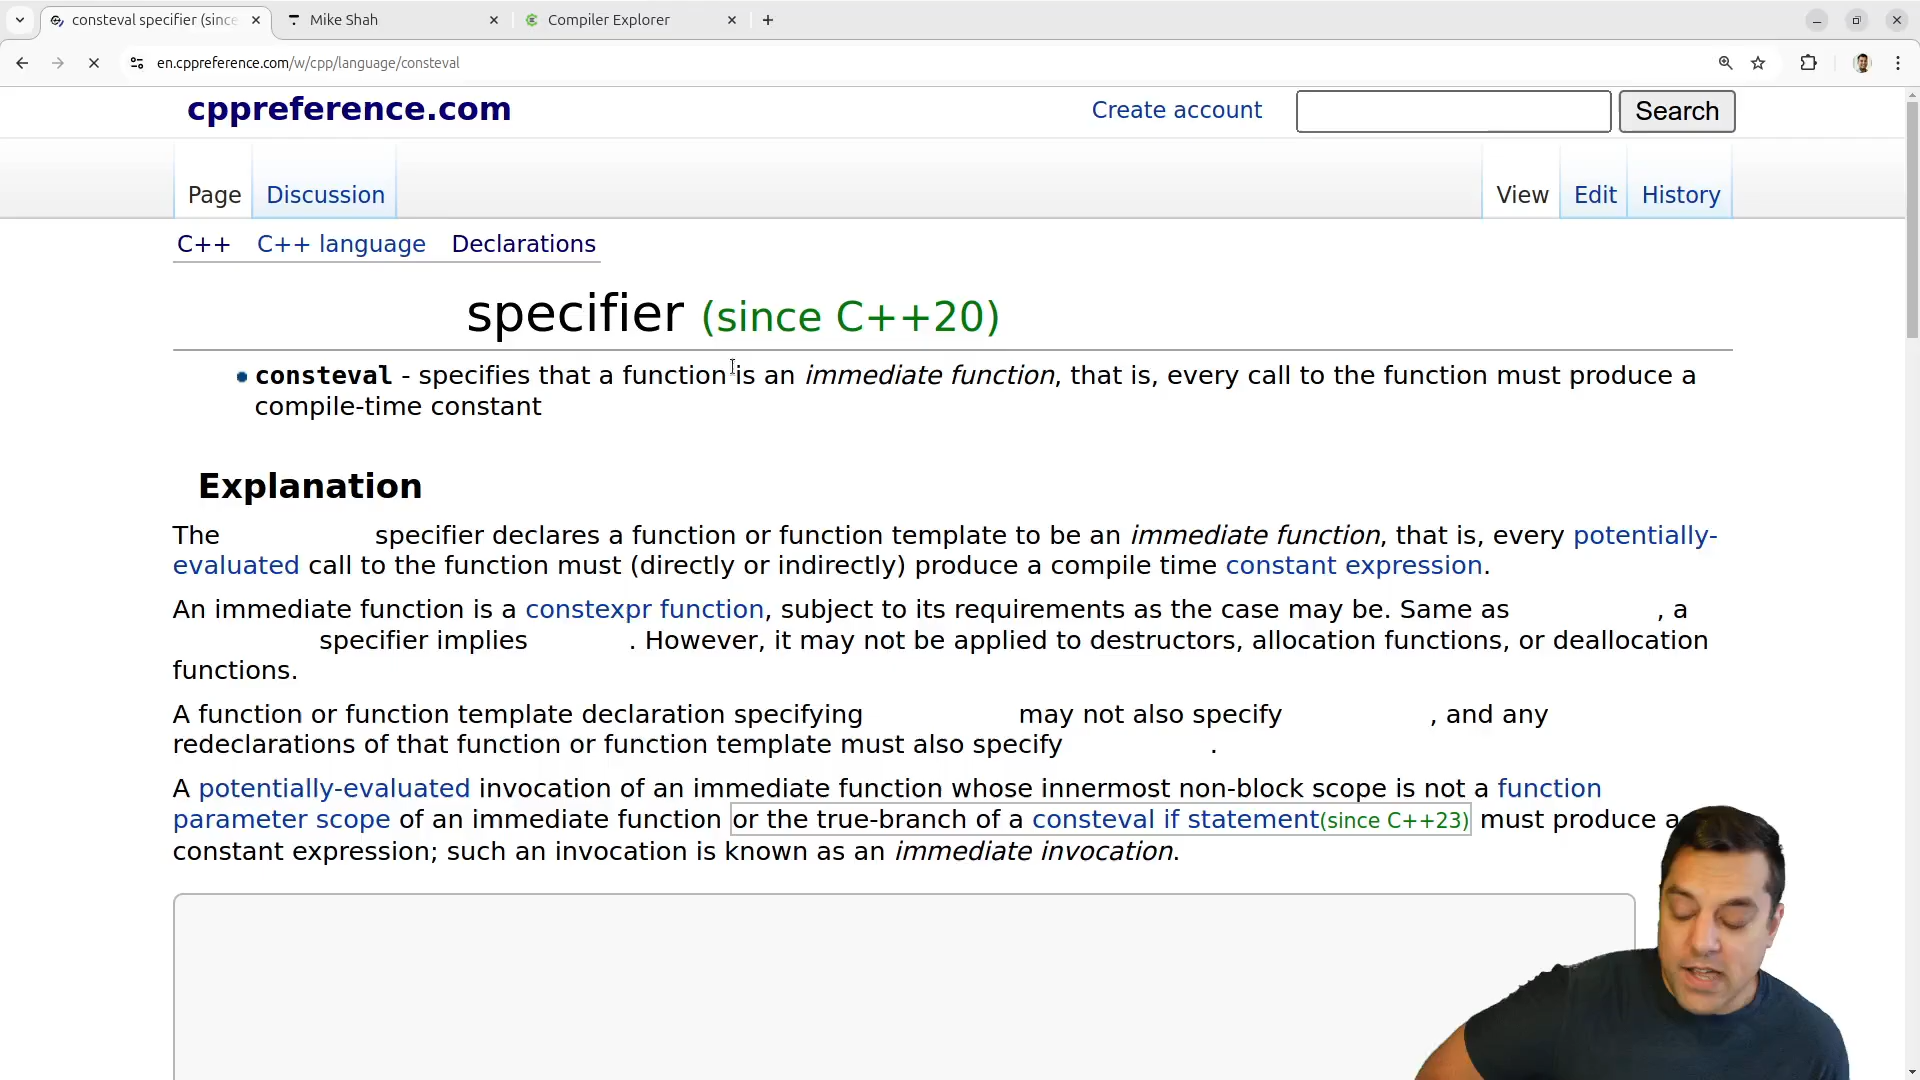 consteval specifier (since
Mike Shah
Compiler Explorer
en.cppreference.com/w/cpp/language/consteval
cppreference.com
Create account
Search
Page
Discussion
View
Edit
History
C++
C++ language
Declarations
specifier (since C++20)
consteval - specifies that a function is an immediate function, that is, every call to the function must produce a
compile-time constant
Explanation
The specifier declares a function or function template to be an immediate function, that is, every potentially-
evaluated call to the function must (directly or indirectly) produce a compile time constant expression.
An immediate function is a constexpr function, subject to its requirements as the case may be. Same as , a
specifier implies . However, it may not be applied to destructors, allocation functions, or deallocation
functions.
A function or function template declaration specifying may not also specify , and any
redeclarations of that function or function template must also specify .
A potentially-evaluated invocation of an immediate function whose innermost non-block scope is not a function
parameter scope of an immediate function or the true-branch of a consteval if statement(since C++23) must produce a
constant expression; such an invocation is known as an immediate invocation.